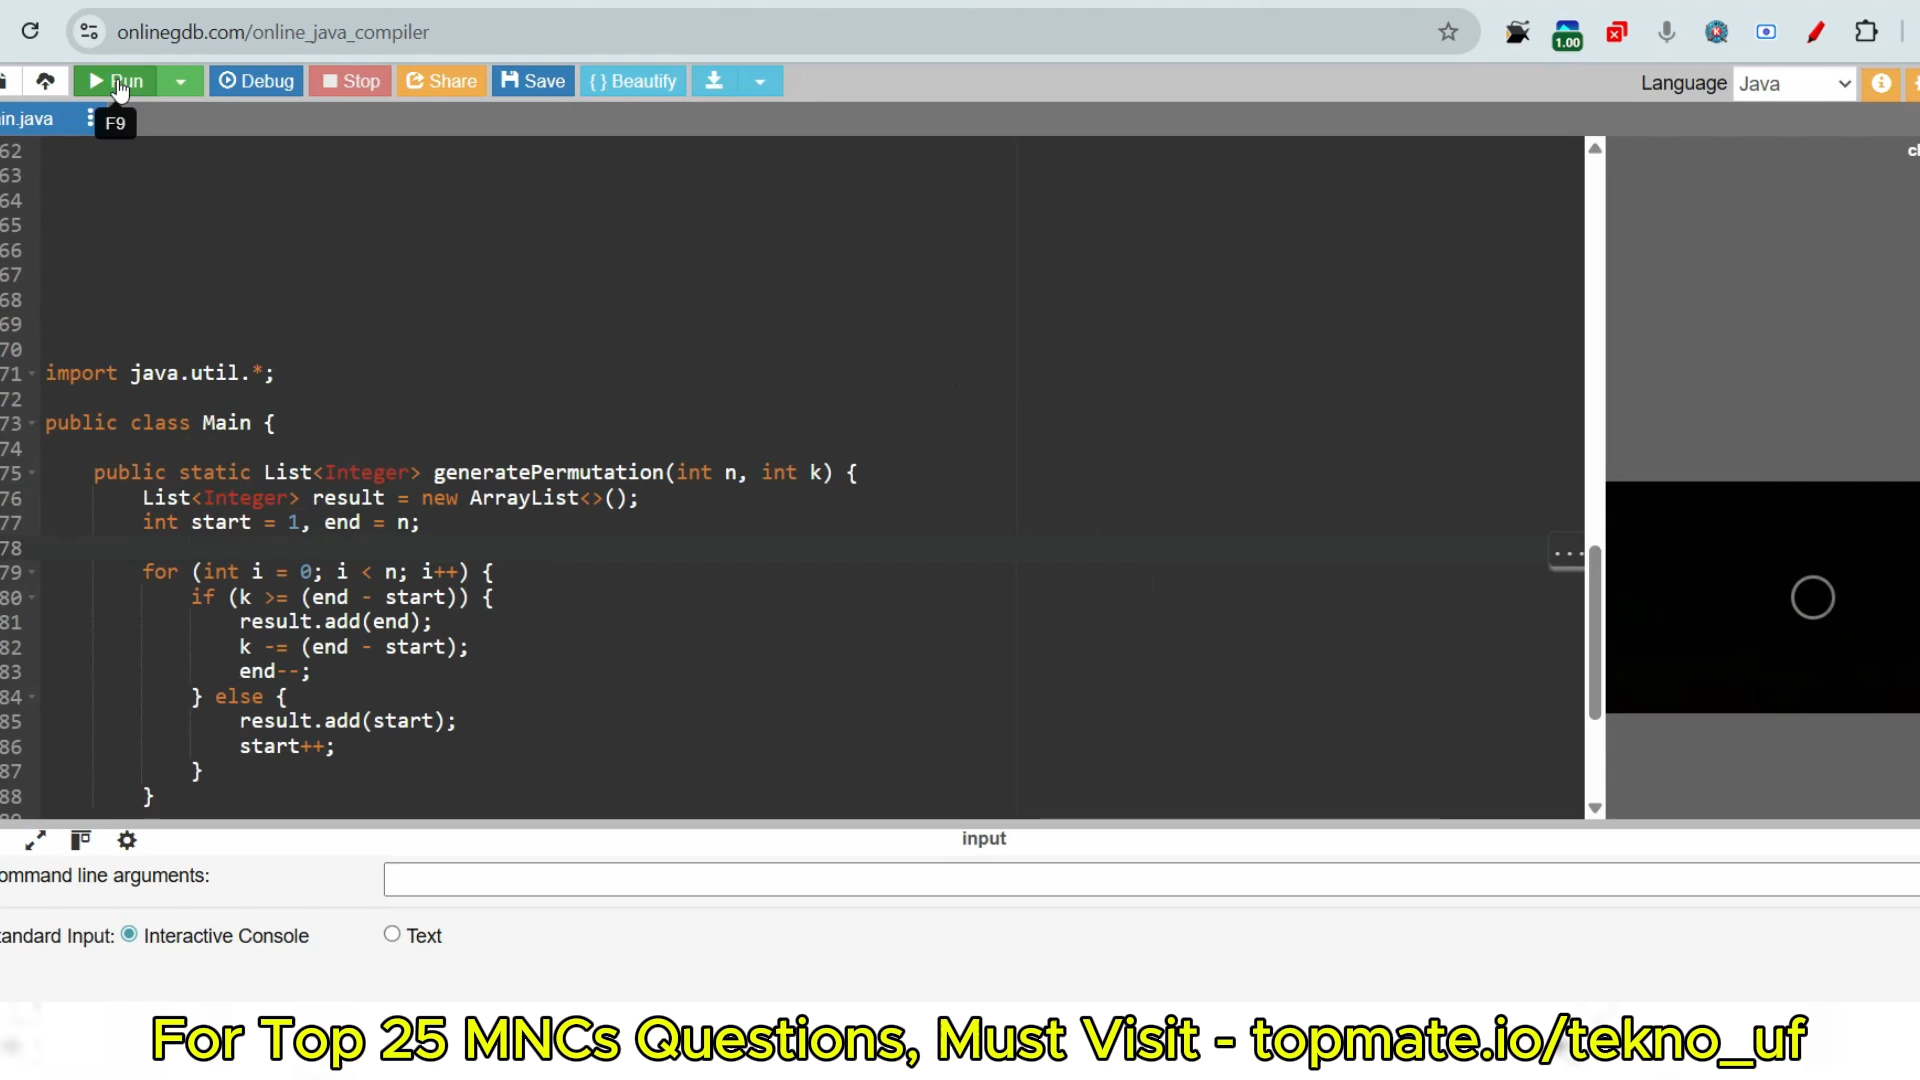 onlinegdb.com/online_java_compiler
1.00
Run
Debug
Stop
Share
Save
{ } Beautify
Language
Java
in.java
F9
62
63
64
65
66
67
68
69
70
71 import java.util.*;
72
73 public class Main {
74
75 public static List<Integer> generatePermutation(int n, int k) {
76 List<Integer> result = new ArrayList<>();
77 int start = 1, end = n;
78
79 for (int i = 0; i < n; i++) {
80 if (k >= (end - start)) {
81 result.add(end);
82 k -= (end - start);
83 end--;
84 } else {
85 result.add(start);
86 start++;
87 }
88 }
...
input
ommand line arguments:
tandard Input:
Interactive Console
Text
For Top 25 MNCs Questions, Must Visit - topmate.io/tekno_uf